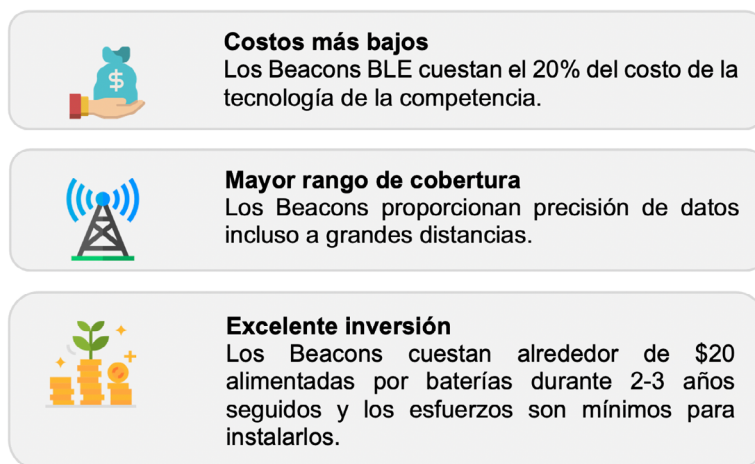 Costos más bajos
Los Beacons BLE cuestan el 20% del costo de la
tecnología de la competencia.
$
Mayor rango de cobertura
Los Beacons proporcionan precisión de datos
incluso a grandes distancias.
Excelente inversión
Los Beacons cuestan alrededor de $20
alimentadas por baterías durante 2-3 años
seguidos y los esfuerzos son mínimos para
instalarlos.